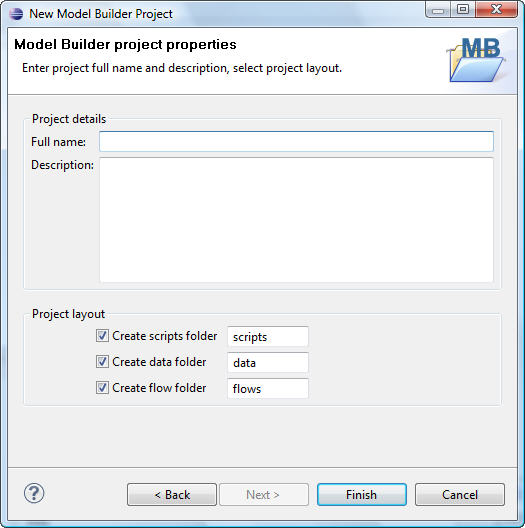 New Model Builder Project
Model Builder project properties
Enter project full name and description, select project layout.
MB
Project details
Full name:
Description:
Project layout
Create scripts folder scripts
Create data folder data
Create flow folder flows
? < Back Next > Finish Cancel